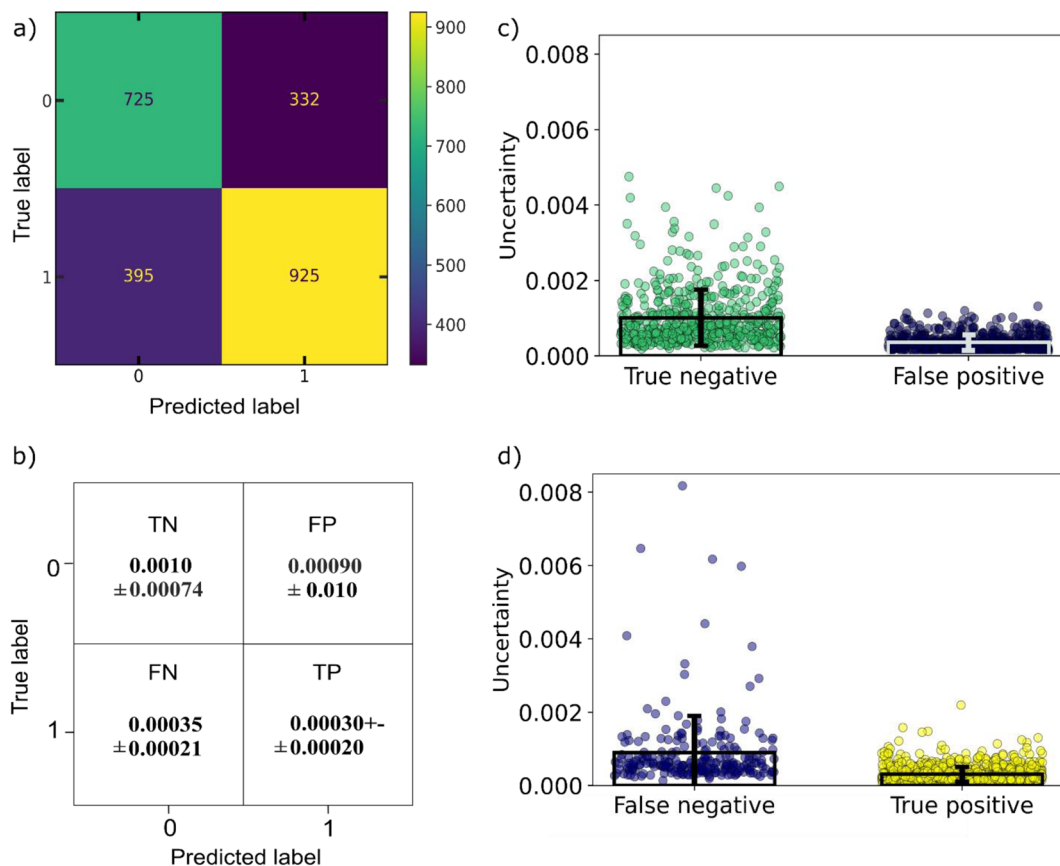 a)
0
1
True label
725
332
395
925
0
1
Predicted label
900
800
700
600
500
400
c)
Uncertainty
0.008
0.006
0.004
0.002
0.000
True negative
False positive
b)
True label
0
1
TN
0.0010
±0.00074
FP
0.00090
± 0.010
FN
0.00035
±0.00021
TP
0.00030+-
±0.00020
0
1
Predicted label
d)
Uncertainty
0.008
0.006
0.004
0.002
0.000
False negative
True positive